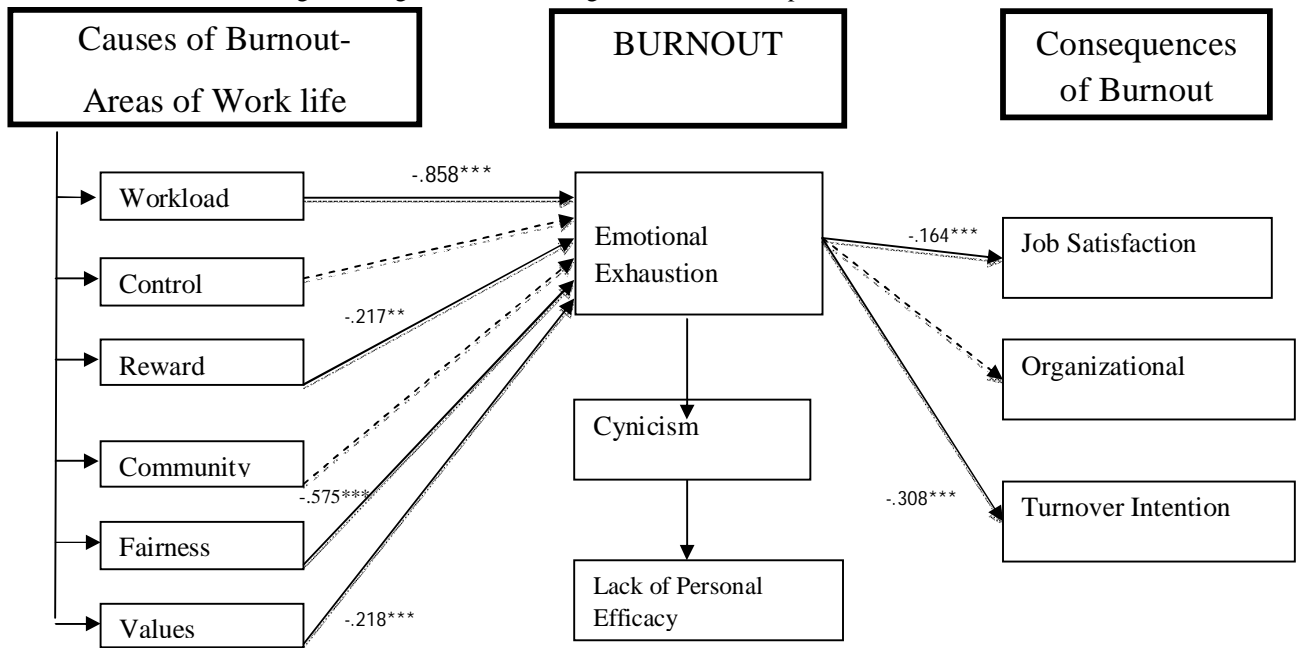 Causes of Burnout-
Areas of Work life
BURNOUT
Consequences
of Burnout
Workload
-.858***
Control
Reward
-.217**
Community
Fairness
-.575***
Values
-.218***
Emotional
Exhaustion
Cynicism
Lack of Personal
Efficacy
-.164***
Job Satisfaction
Organizational
-.308***
Turnover Intention